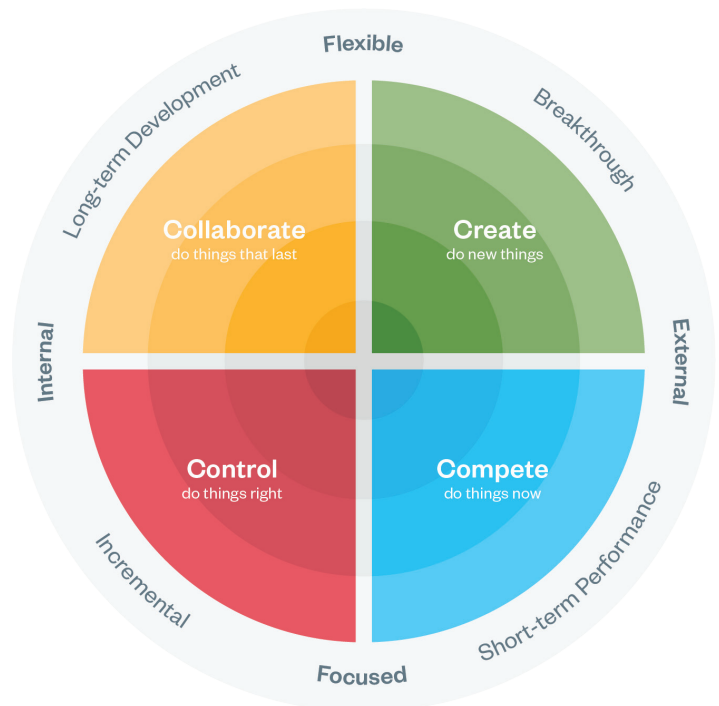 Flexible
Long-term Development
Breakthrough
Collaborate
do things that last
Create
do new things
Internal
External
Control
do things right
Compete
do things now
Incremental
Short-term Performance
Focused